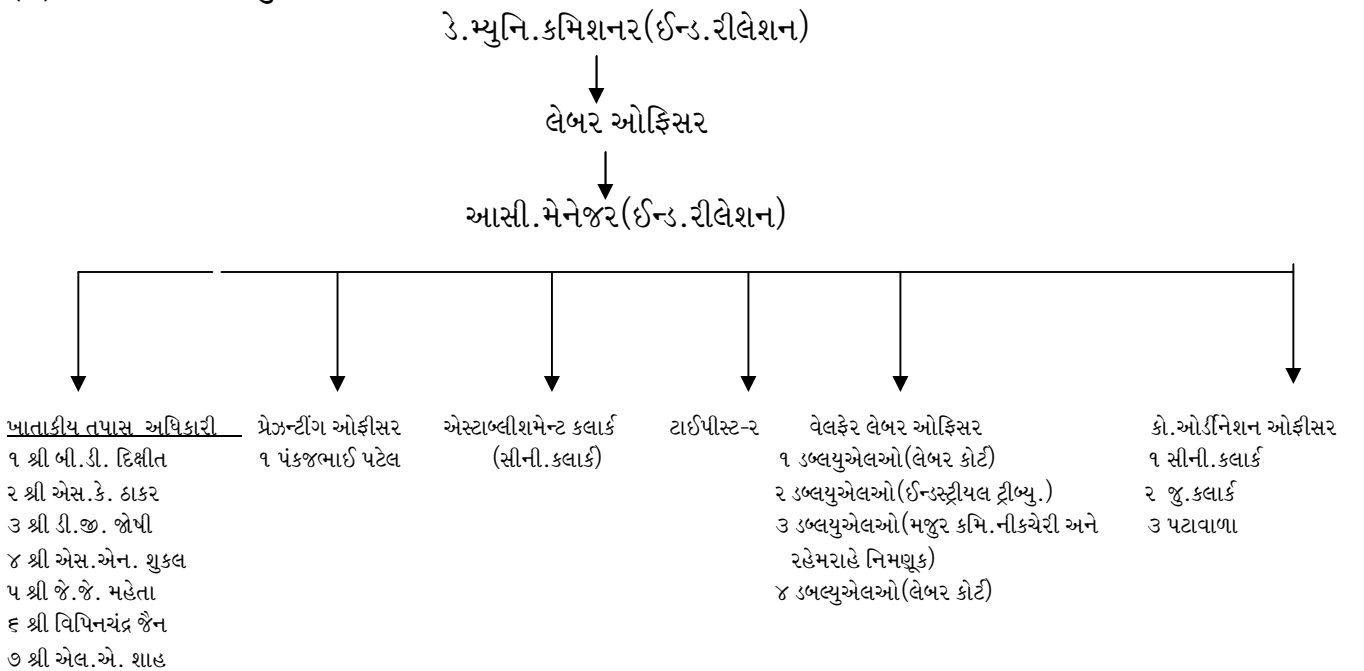 ડે.મ્યુનિ.કમિશનર(ઈન્ડ.રીલેશન)
લેબર ઓફિસર
આસી.મેનેજર(ઈન્ડ.રીલેશન)
ખાતાકીય તપાસ અધિકારી
૧ શ્રી બી.ડી. દિક્ષીત
૨ શ્રી એસ.કે. ઠાકર
૩ શ્રી ડી.જી. જોષી
૪ શ્રી એસ.એન. શુકલ
૫ શ્રી જે.જે. મહેતા
૬ શ્રી વિપિનચંદ્ર જૈન
૭ શ્રી એલ.એ. શાહ
પ્રેઝન્ટીંગ ઓફીસર
૧ પંકજભાઈ પટેલ
એસ્ટાબ્લીશમેન્ટ કલાર્ક
(સીની.કલાર્ક)
ટાઈપીસ્ટ-૨
વેલફેર લેબર ઓફિસર
૧ ડબ્લયુએલઓ(લેબર કોર્ટ)
૨ ડબ્લયુએલઓ(ઈન્ડસ્ટ્રીયલ ટ્રીબ્યુ.)
૩ ડબ્લયુએલઓ(મજુર કમિ.નીકચેરી અને
રહેમરાહે નિમણૂક)
૪ ડબલ્યુએલઓ(લેબર કોર્ટ)
કો.ઓર્ડીનેશન ઓફીસર
૧ સીની.કલાર્ક
૨ જુ.કલાર્ક
૩ પટાવાળા